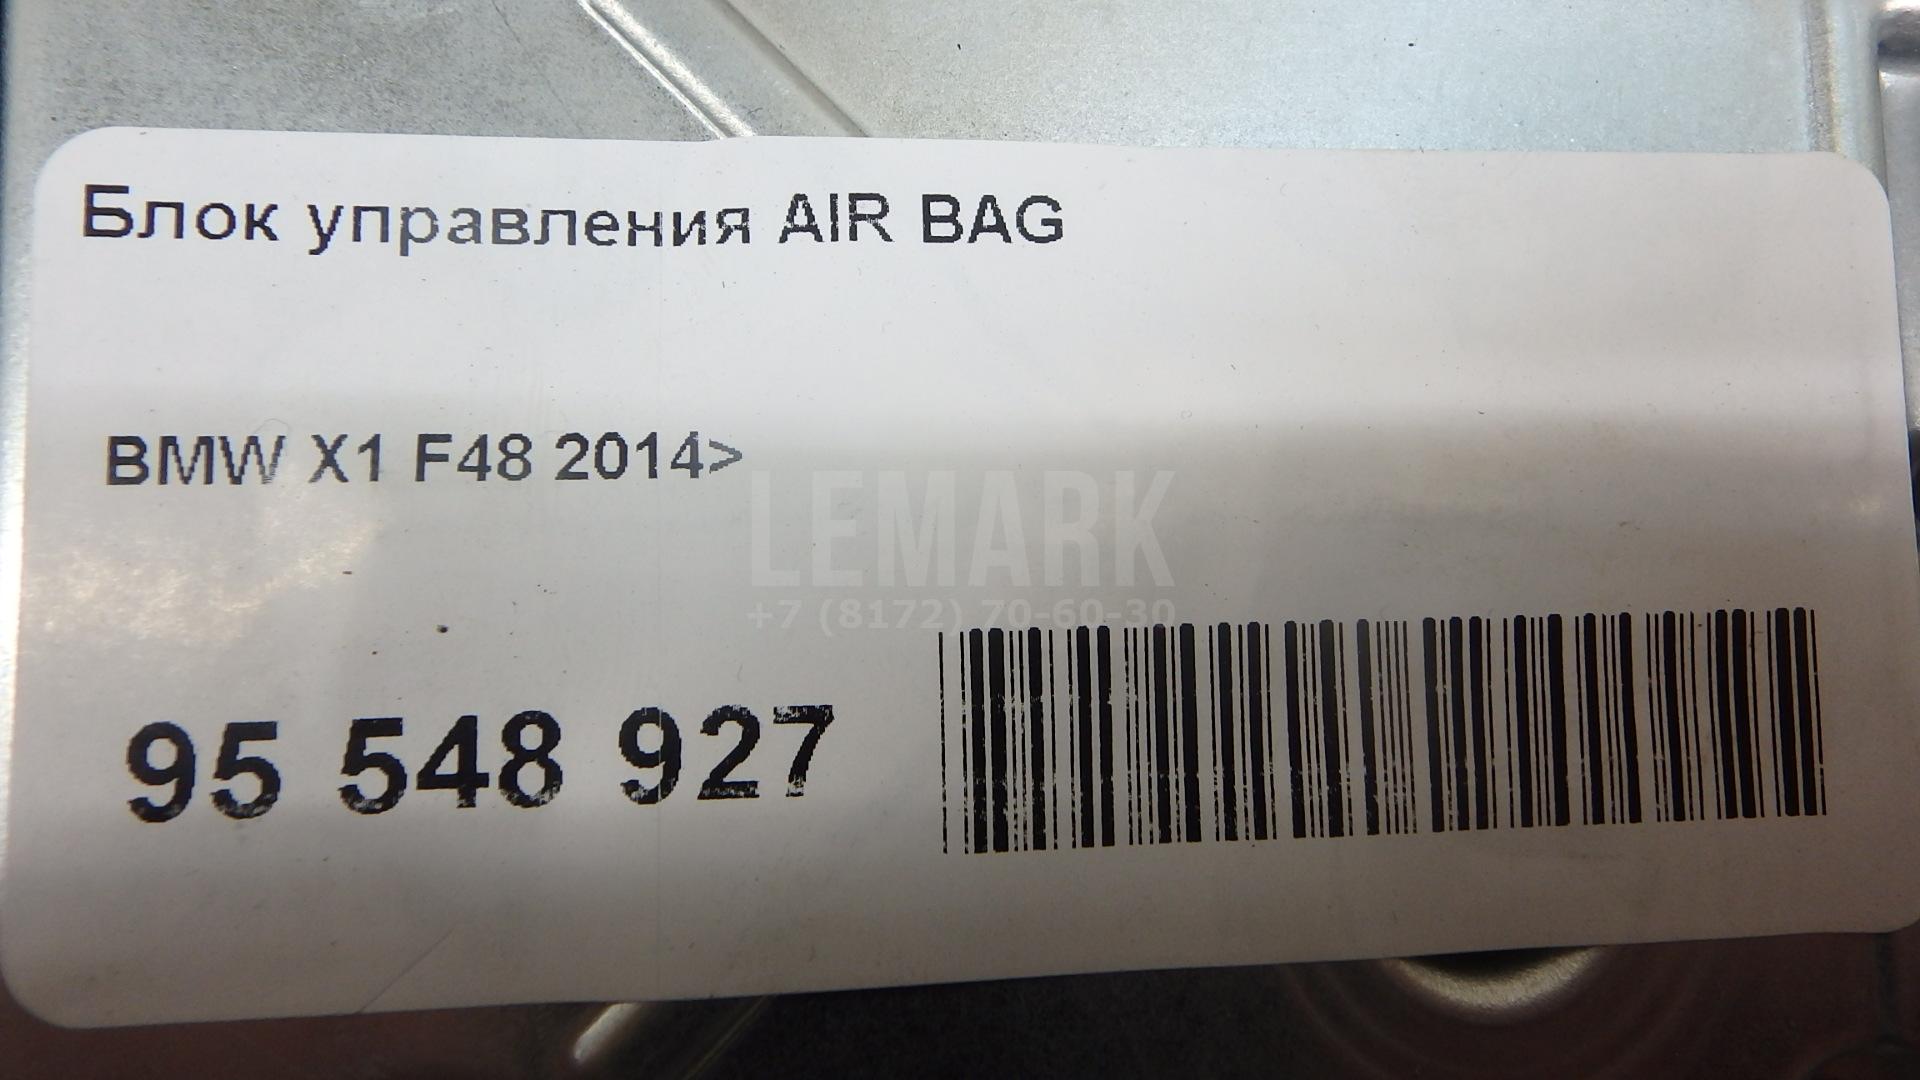 Блок управления AIR BAG
BMW X1 F48 2014>
LEMARK
+7 (8172) 70-60-30
95 548 927